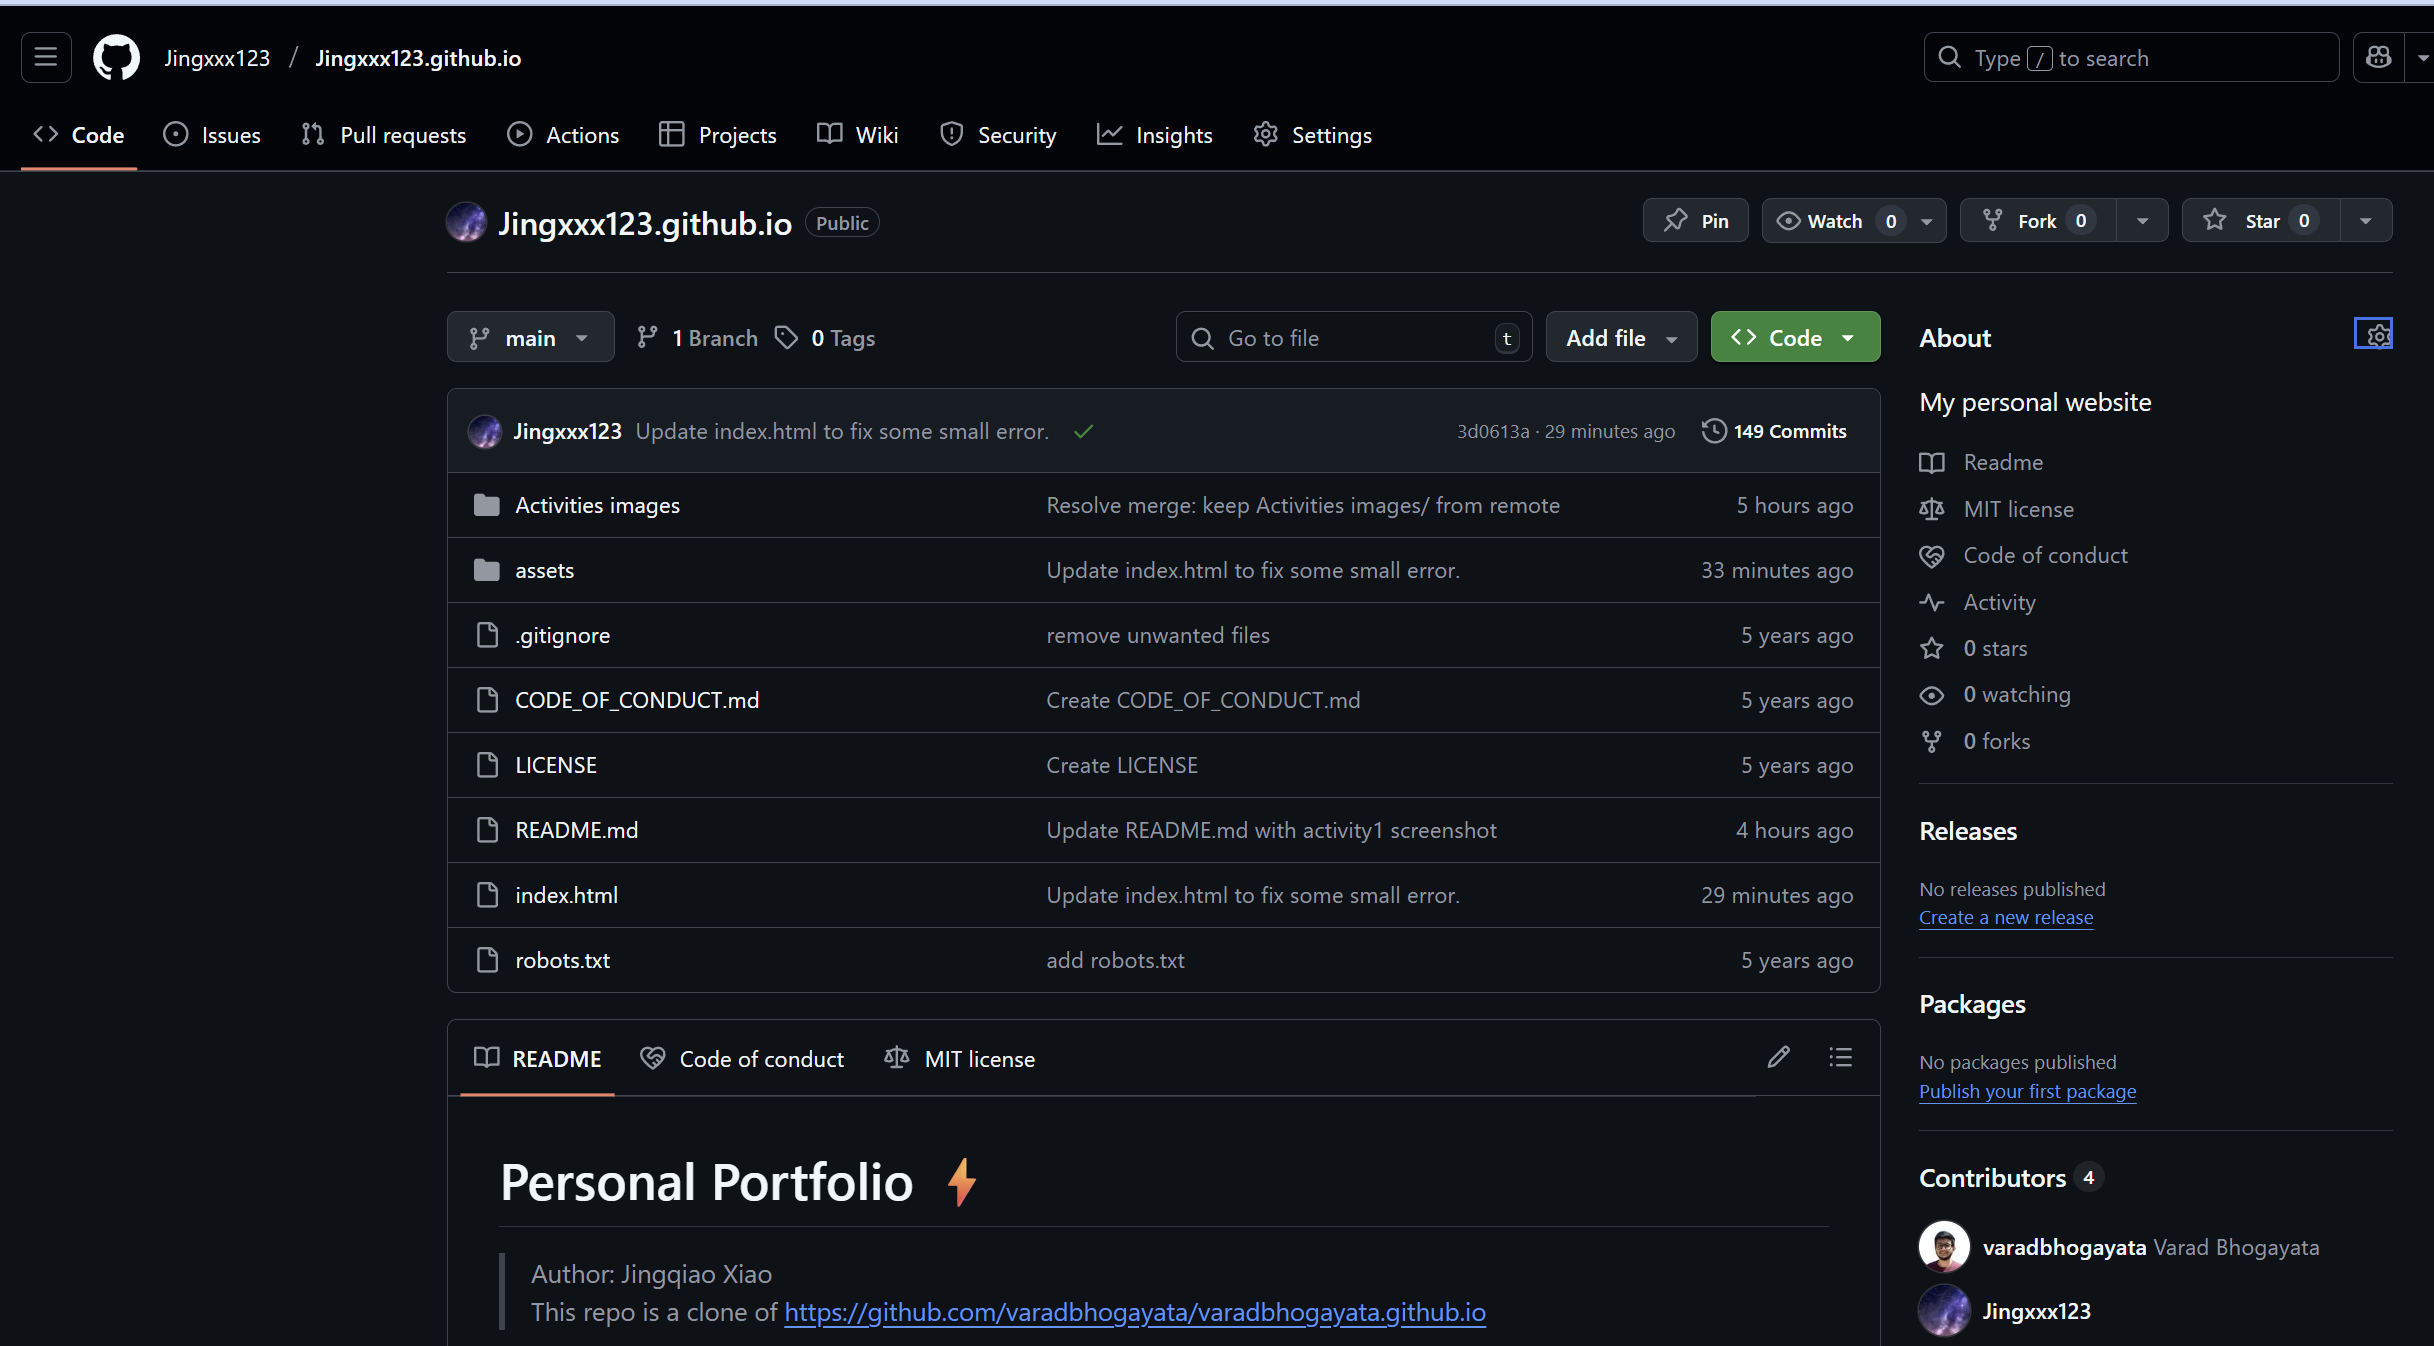 Jingxxx123 / Jingxxx123.github.io
Type / to search
Code Issues Pull requests Actions Projects Wiki Security Insights Settings
Jingxxx123.github.io Public
Pin Watch 0 Fork 0 Star 0
main 1 Branch 0 Tags Go to file t Add file Code
Jingxxx123 Update index.html to fix some small error. 3d0613a · 29 minutes ago 149 Commits
Activities images Resolve merge: keep Activities images/ from remote 5 hours ago
assets Update index.html to fix some small error. 33 minutes ago
.gitignore remove unwanted files 5 years ago
CODE_OF_CONDUCT.md Create CODE_OF_CONDUCT.md 5 years ago
LICENSE Create LICENSE 5 years ago
README.md Update README.md with activity1 screenshot 4 hours ago
index.html Update index.html to fix some small error. 29 minutes ago
robots.txt add robots.txt 5 years ago
README Code of conduct MIT license
Personal Portfolio ⚡
Author: Jingqiao Xiao
This repo is a clone of https://github.com/varadbhogayata/varadbhogayata.github.io
About
My personal website
Readme
MIT license
Code of conduct
Activity
0 stars
0 watching
0 forks
Releases
No releases published
Create a new release
Packages
No packages published
Publish your first package
Contributors 4
varadbhogayata Varad Bhogayata
Jingxxx123